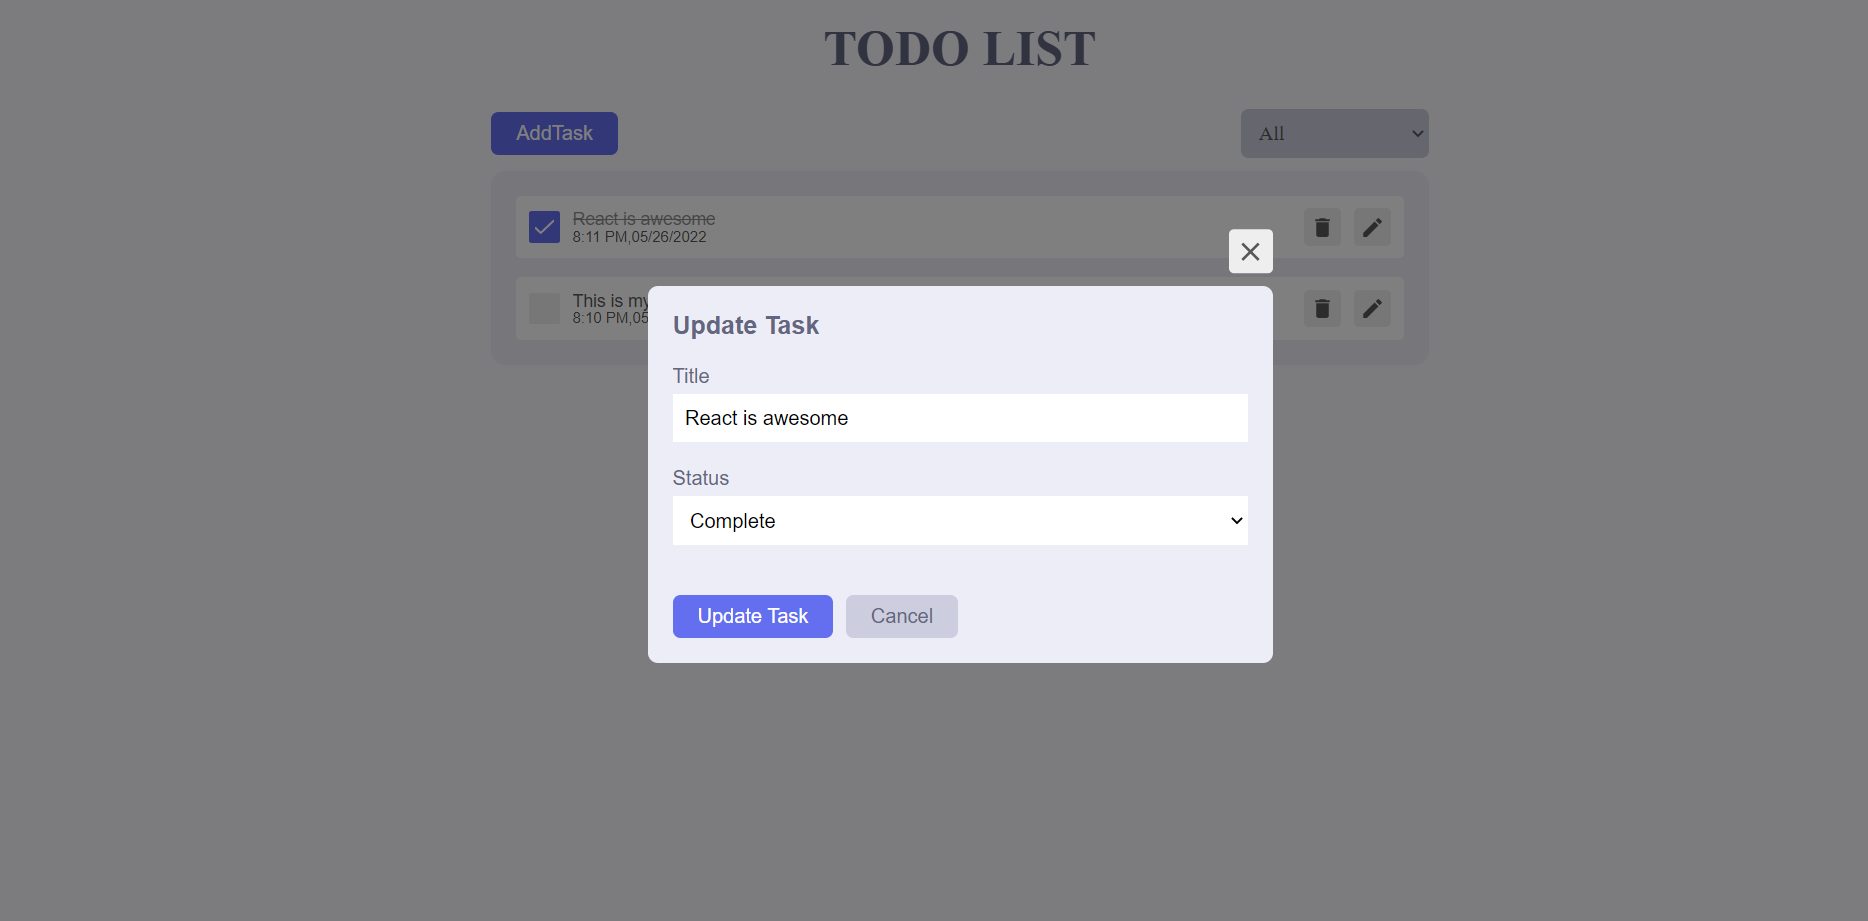 TODO LIST
AddTask
All
React is awesome
8:11 PM,05/26/2022
This is my
8:10 PM,05
Update Task
Title
React is awesome
Status
Complete
Update Task
Cancel